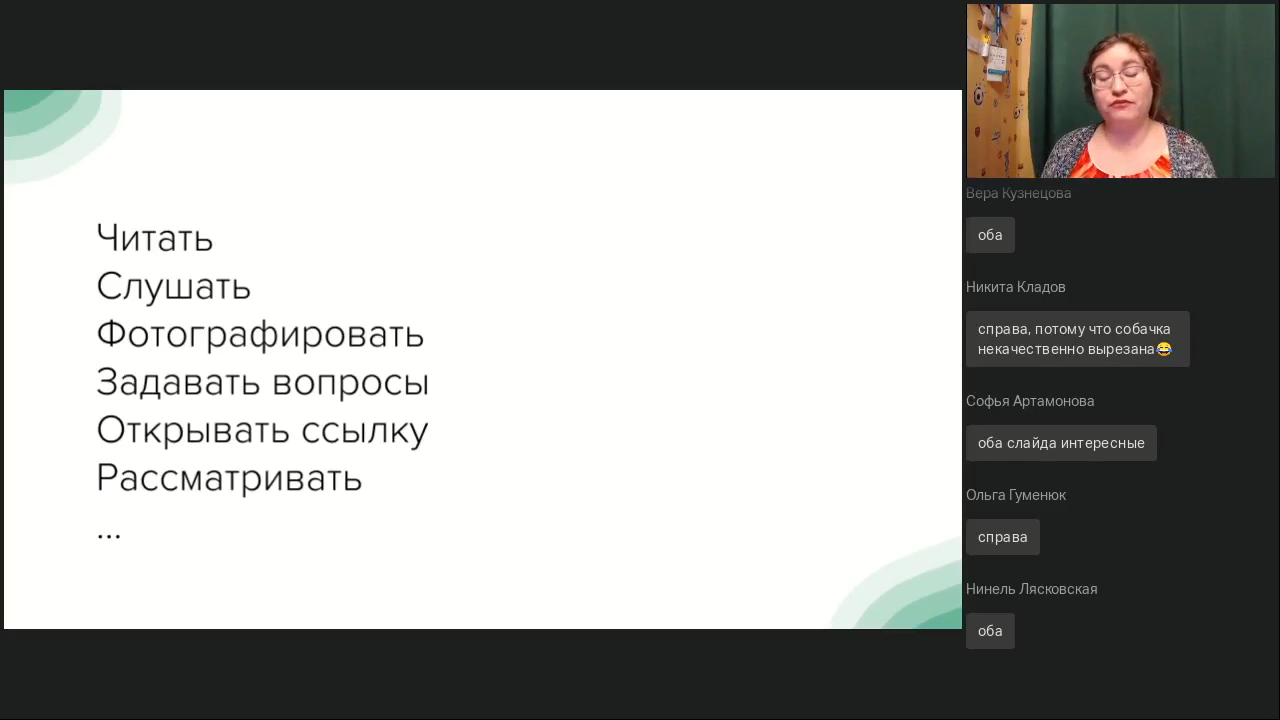 Читать
Слушать
Фотографировать
Задавать вопросы
Открывать ссылку
Рассматривать
...
Вера Кузнецова
оба
Никита Кладов
справа, потому что собачка
некачественно вырезана😂
Софья Артамонова
оба слайда интересные
Ольга Гуменюк
справа
Нинель Лясковская
оба